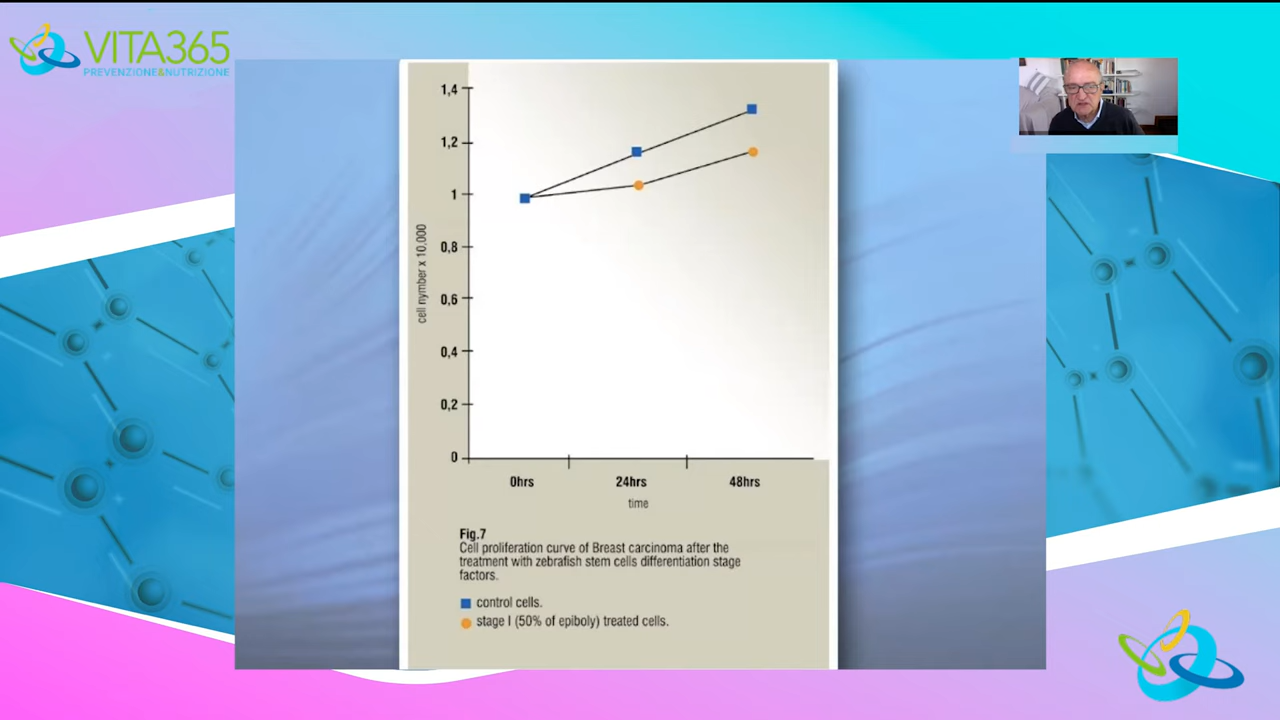 VITA365
PREVENZIONE&NUTRIZIONE
1,4
1,2
1
0,8
0,6
0,4
0,2
0
cell nymber x 10,000
0hrs
24hrs
48hrs
time
Fig.7
Cell proliferation curve of Breast carcinoma after the
treatment with zebrafish stem cells differentiation stage
factors.
control cells.
stage I (50% of epiboly) treated cells.